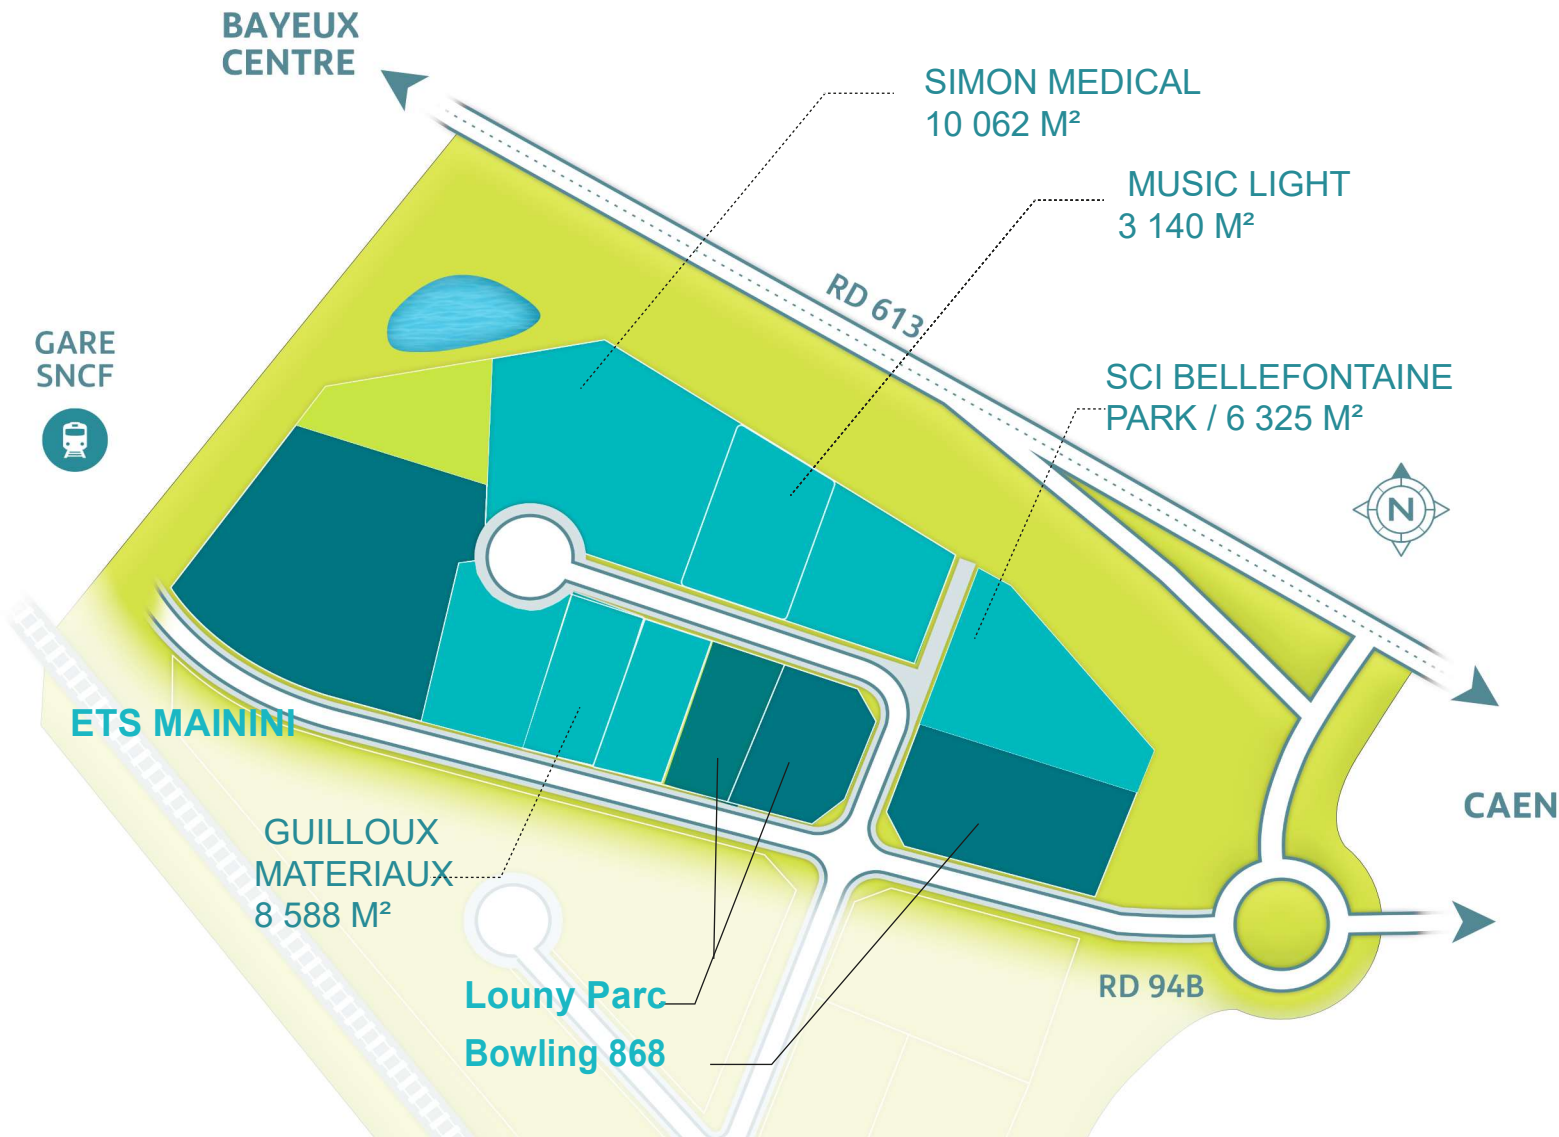 BAYEUX
CENTRE
SIMON MEDICAL
10 062 M²
MUSIC LIGHT
3 140 M²
RD 613
GARE
SNCF
SCI BELLEFONTAINE
PARK / 6 325 M²
N
ETS MAININI
CAEN
GUILLOUX
MATERIAUX
8 588 M²
RD 94B
Louny Parc
Bowling 868